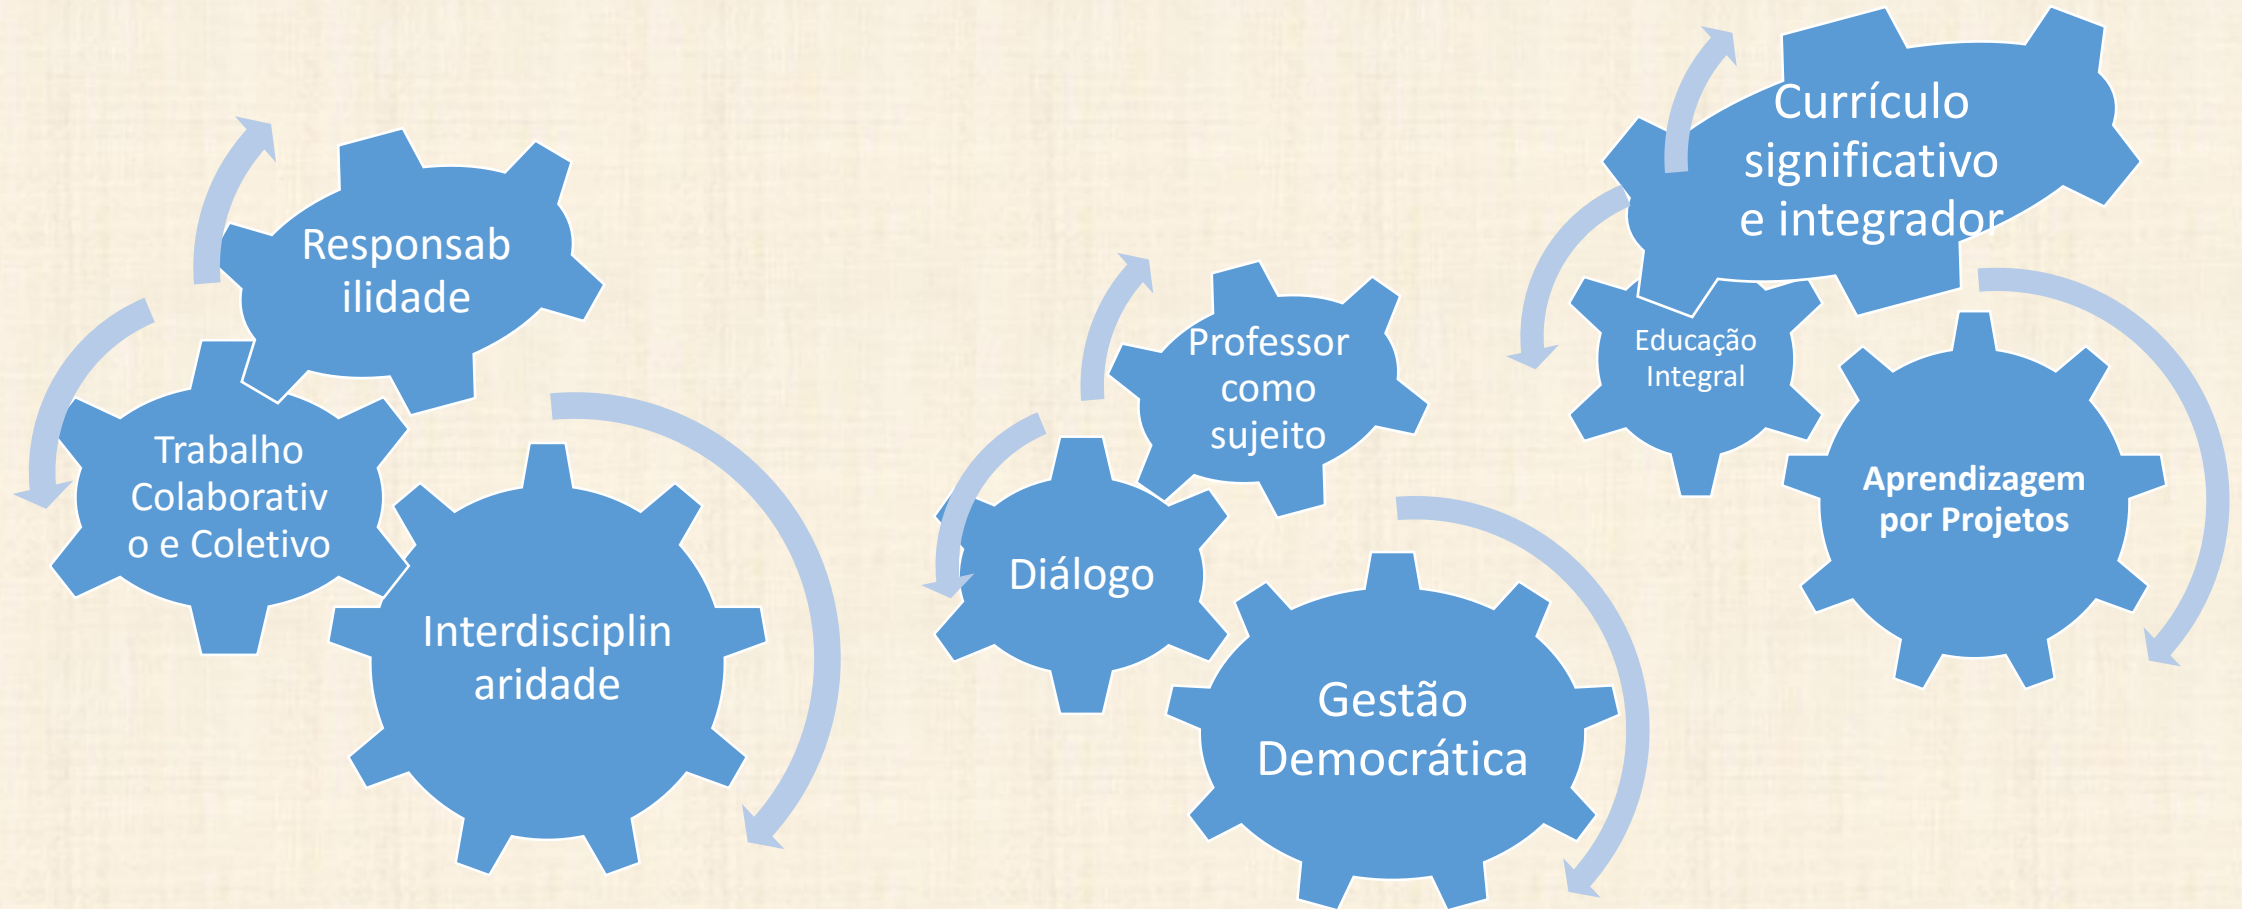 Responsab
ilidade
Trabalho
Colaborativ
o e Coletivo
Interdisciplin
aridade
Professor
como
sujeito
Diálogo
Gestão
Democrática
Currículo
significativo
e integrador
Educação
Integral
Aprendizagem
por Projetos